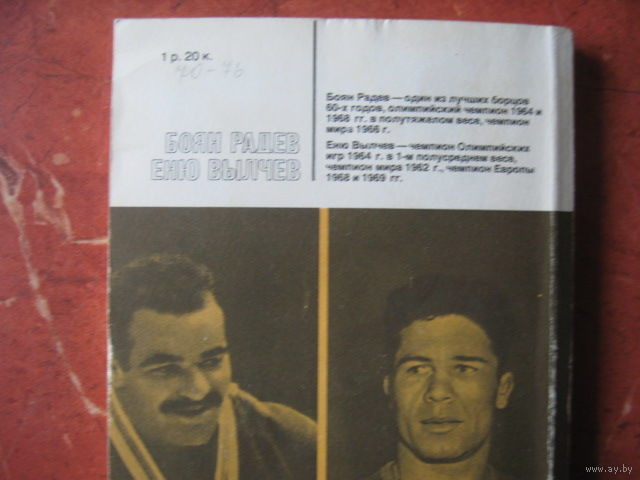 1 р. 20 к.
70-76
БОЯН РАДЕВ
ЕНЮ ВЫЛЧЕВ
Боян Радев — один из лучших борцов
60-х годов, олимпийский чемпион 1964 и
1968 гг. в полутяжелом весе, чемпион
мира 1966 г.
Еню Вылчев — чемпион Олимпийских
игр 1964 г. в 1-м полусреднем весе,
чемпион мира 1962 г., чемпион Европы
1968 и 1969 гг.
www.ay.by